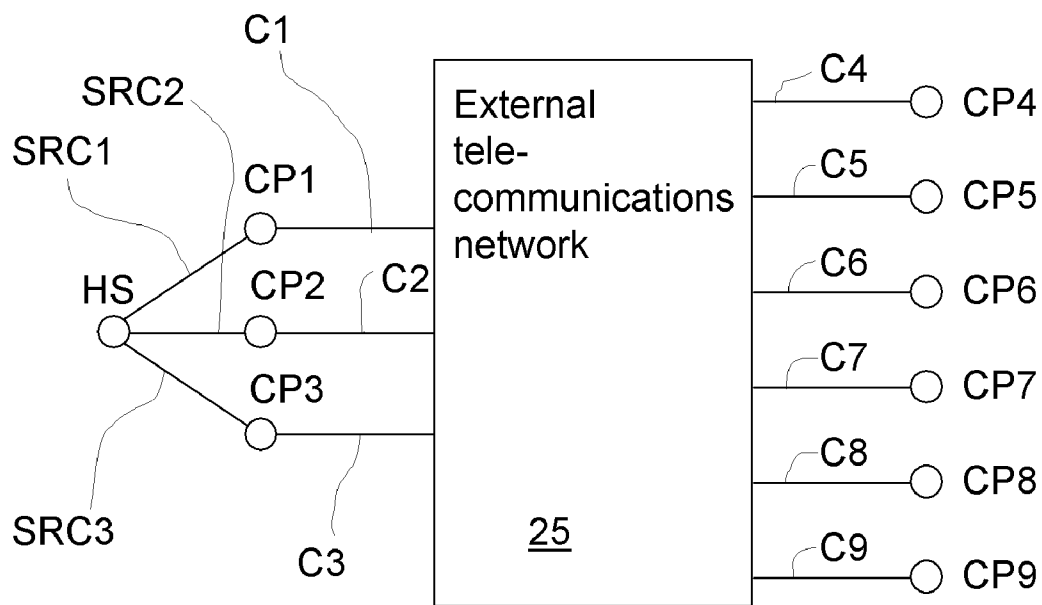 C1
SRC2
SRC1
CP1
HS
CP2
C2
CP3
SRC3
C3
External
tele-
communications
network
25
C4
CP4
C5
CP5
C6
CP6
C7
CP7
C8
CP8
C9
CP9